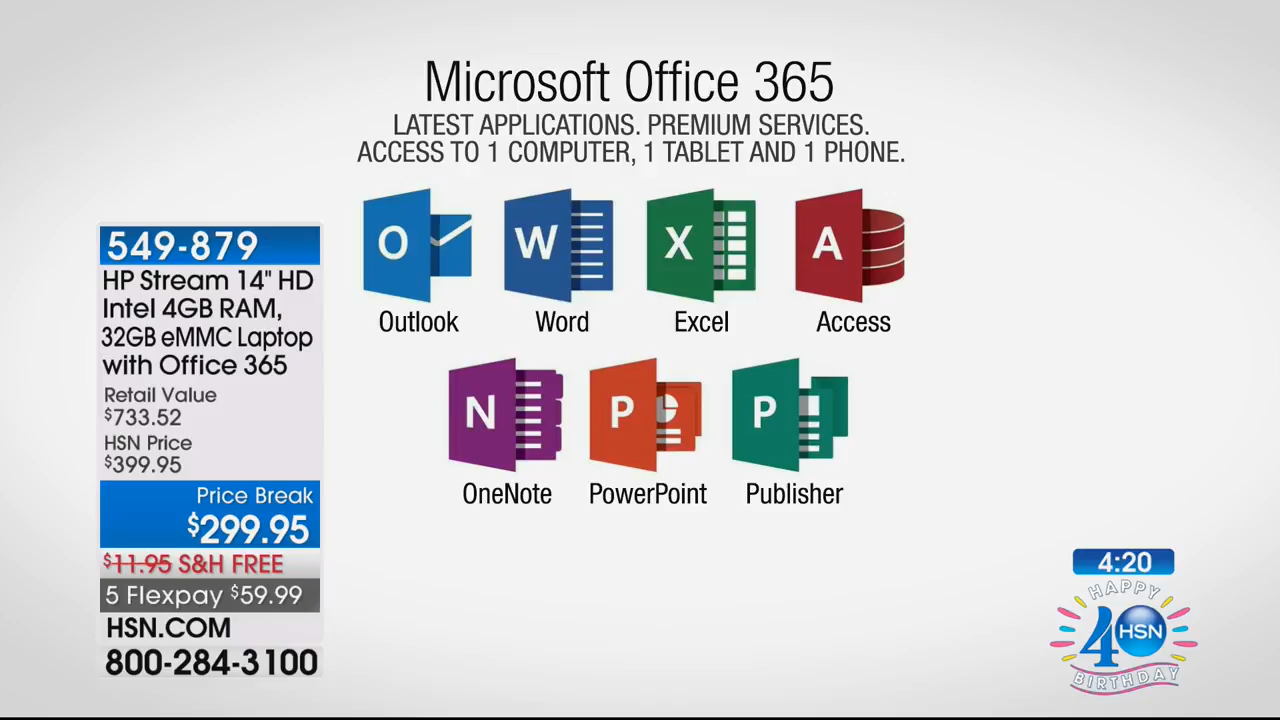 Microsoft Office 365
LATEST APPLICATIONS. PREMIUM SERVICES.
ACCESS TO 1 COMPUTER, 1 TABLET AND 1 PHONE.
O
W
X
A
Outlook
Word
Excel
Access
N
P
P
OneNote
PowerPoint
Publisher
549-879
HP Stream 14" HD
Intel 4GB RAM,
32GB eMMC Laptop
with Office 365
Retail Value
$733.52
HSN Price
$399.95
Price Break
$299.95
$11.95 S&H FREE
5 Flexpay $59.99
HSN.COM
800-284-3100
4:20
HAPPY
40
HSN
BIRTHDAY